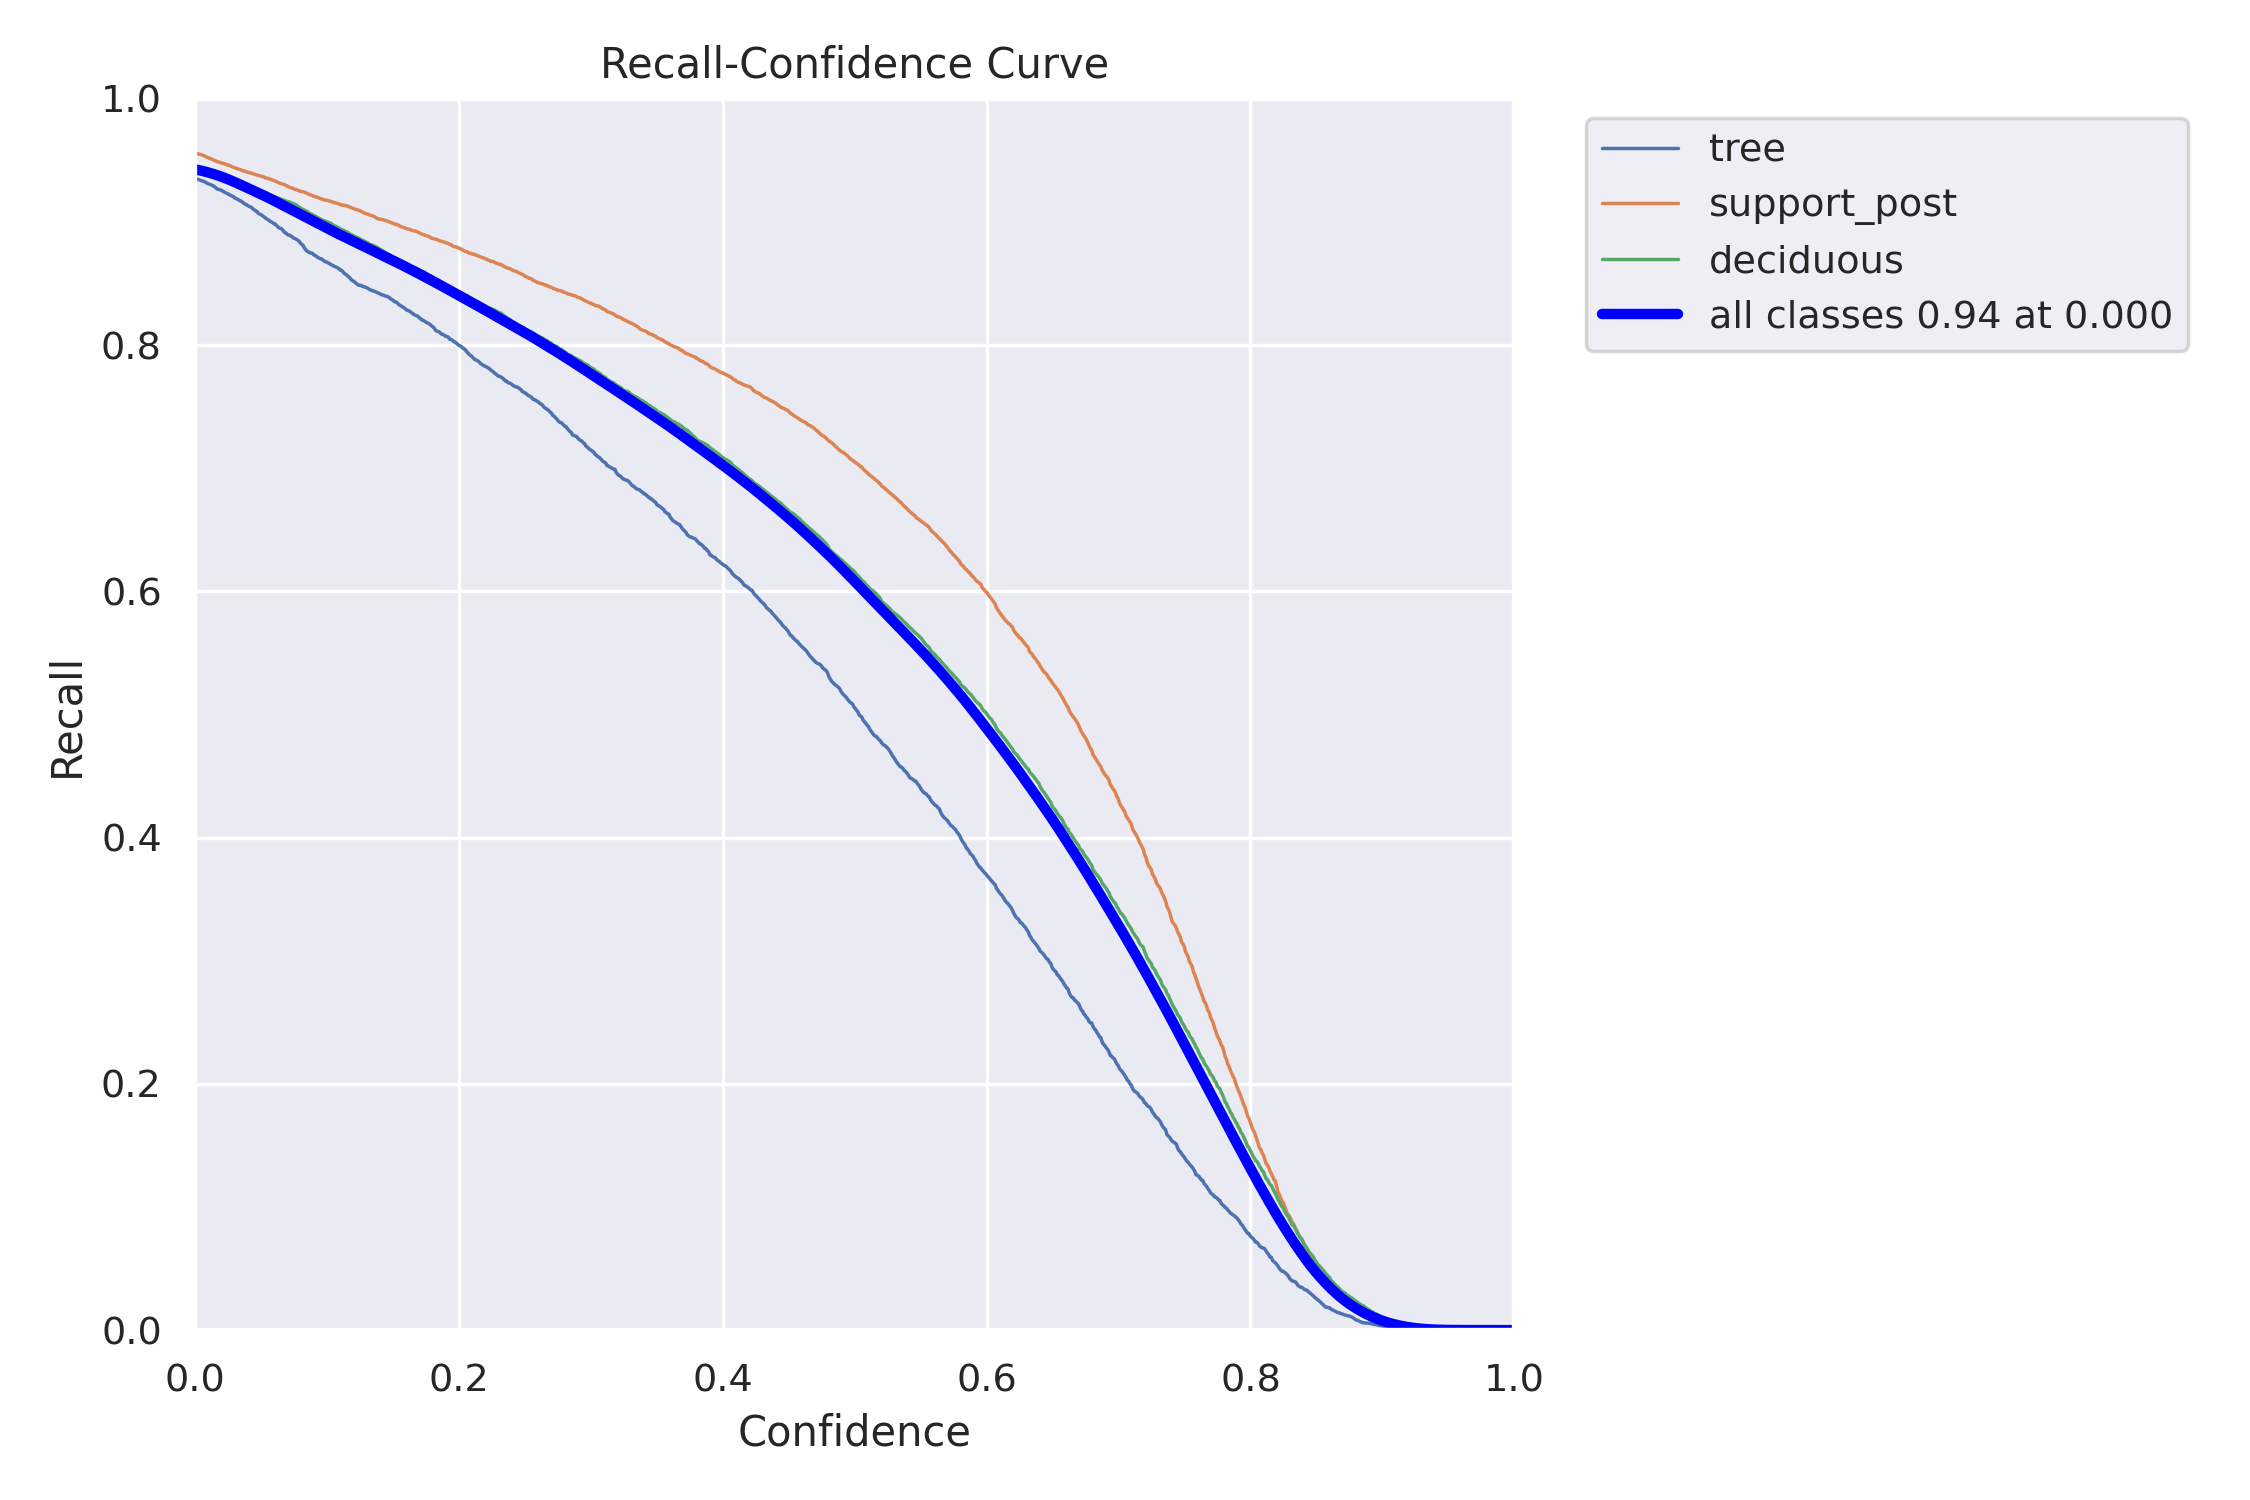 Recall-Confidence Curve
1.0
0.8
0.6
0.4
0.2
0.0
Recall
0.0 0.2 0.4 0.6 0.8 1.0
Confidence
tree
support_post
deciduous
all classes 0.94 at 0.000